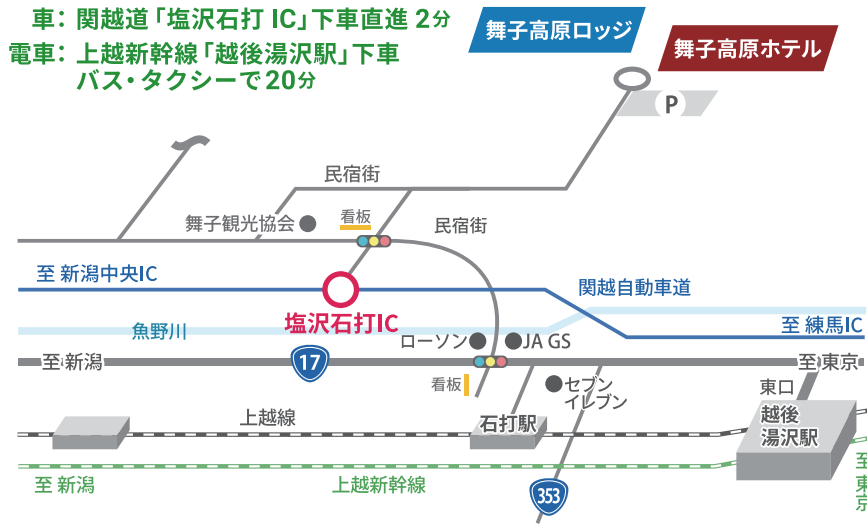 車：関越道「塩沢石打 IC」下車直進 2分
電車：上越新幹線「越後湯沢駅」下車
バス・タクシーで20分
舞子高原ロッジ
舞子高原ホテル
P
民宿街
舞子観光協会
看板
民宿街
至 新潟中央IC
関越自動車道
塩沢石打IC
魚野川
至 練馬IC
ローソン
JA GS
至 新潟
17
至 東京
看板
セブン
イレブン
東口
上越線
石打駅
越後
湯沢駅
至 新潟
上越新幹線
353
至
東京